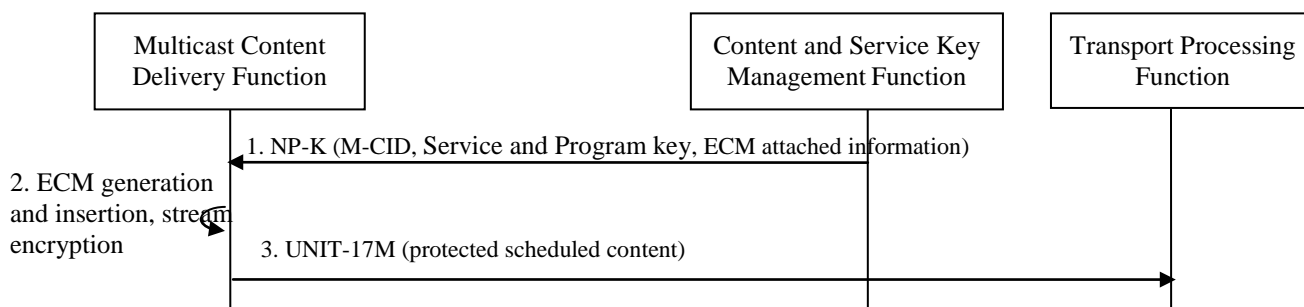 Multicast Content
Delivery Function
Content and Service Key
Management Function
Transport Processing
Function
1. NP-K (M-CID, Service and Program key, ECM attached information)
2. ECM generation
and insertion, stream
encryption
3. UNIT-17M (protected scheduled content)